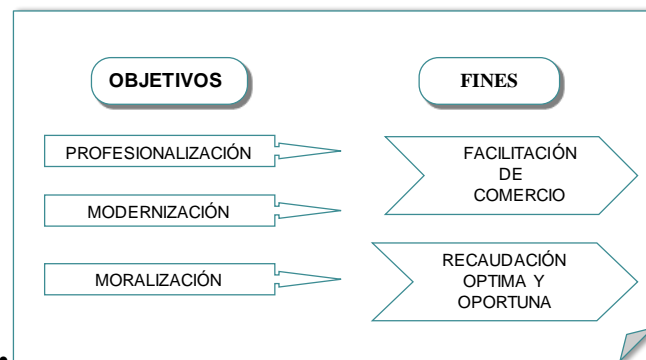 OBJETIVOS
FINES
PROFESIONALIZACIÓN
MODERNIZACIÓN
MORALIZACIÓN
FACILITACIÓN
DE
COMERCIO
RECAUDACIÓN
OPTIMA Y
OPORTUNA